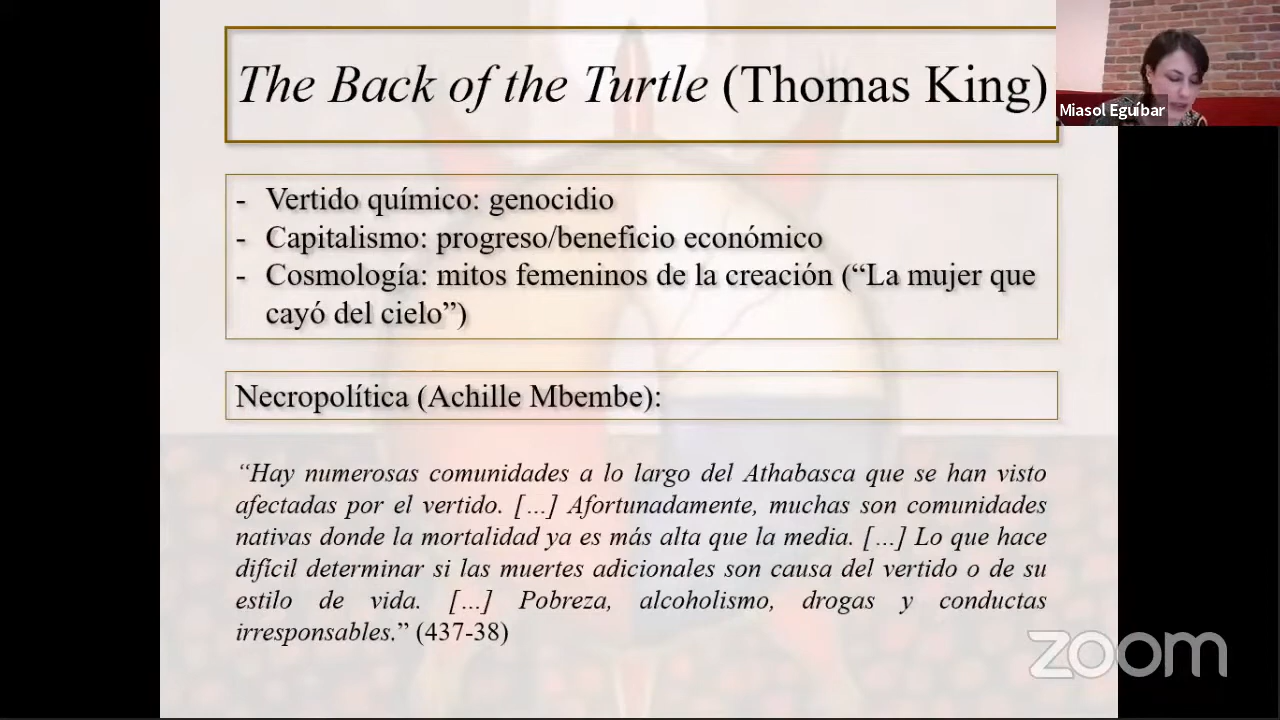 The Back of the Turtle (Thomas King)
Miasol Eguíbar
- Vertido químico: genocidio
- Capitalismo: progreso/beneficio económico
- Cosmología: mitos femeninos de la creación (“La mujer que
cayó del cielo”)
Necropolítica (Achille Mbembe):
“Hay numerosas comunidades a lo largo del Athabasca que se han visto
afectadas por el vertido. […] Afortunadamente, muchas son comunidades
nativas donde la mortalidad ya es más alta que la media. […] Lo que hace
difícil determinar si las muertes adicionales son causa del vertido o de su
estilo de vida. […] Pobreza, alcoholismo, drogas y conductas
irresponsables.” (437-38)
zoom